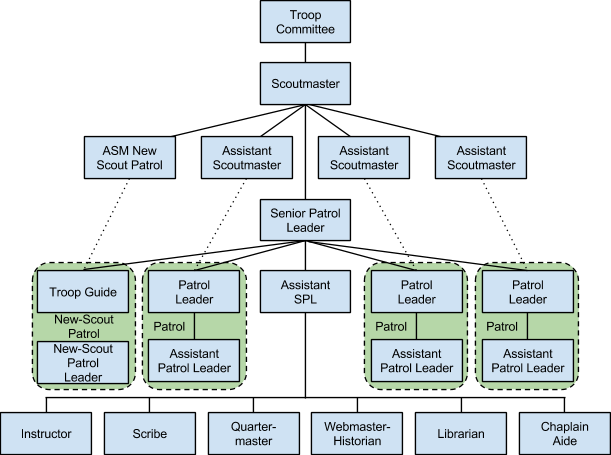 Troop
Committee
Scoutmaster
ASM New
Scout Patrol
Assistant
Scoutmaster
Assistant
Scoutmaster
Assistant
Scoutmaster
Senior Patrol
Leader
Troop Guide
New-Scout
Patrol
New-Scout
Patrol
Leader
Patrol
Leader
Patrol
Assistant
Patrol Leader
Assistant
SPL
Patrol
Leader
Patrol
Assistant
Patrol Leader
Patrol
Leader
Patrol
Assistant
Patrol Leader
Instructor
Scribe
Quarter-
master
Webmaster-
Historian
Librarian
Chaplain
Aide